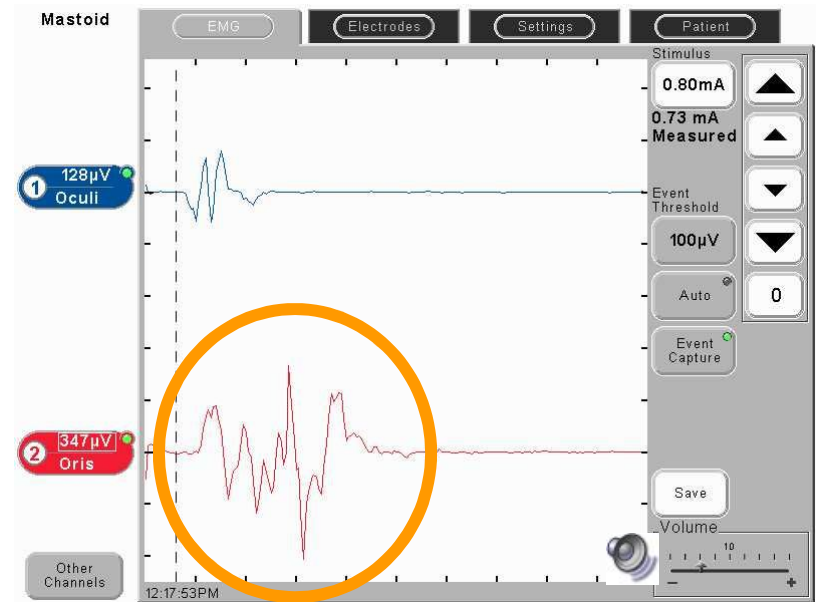 Mastoid
EMG
Electrodes
Settings
Patient
Stimulus
0.80mA
0.73 mA
Measured
1
128µV
Oculi
Event
Threshold
100µV
Auto
0
Event
Capture
2
347µV
Oris
Save
Volume
10
- +
Other
Channels
12:17:53PM